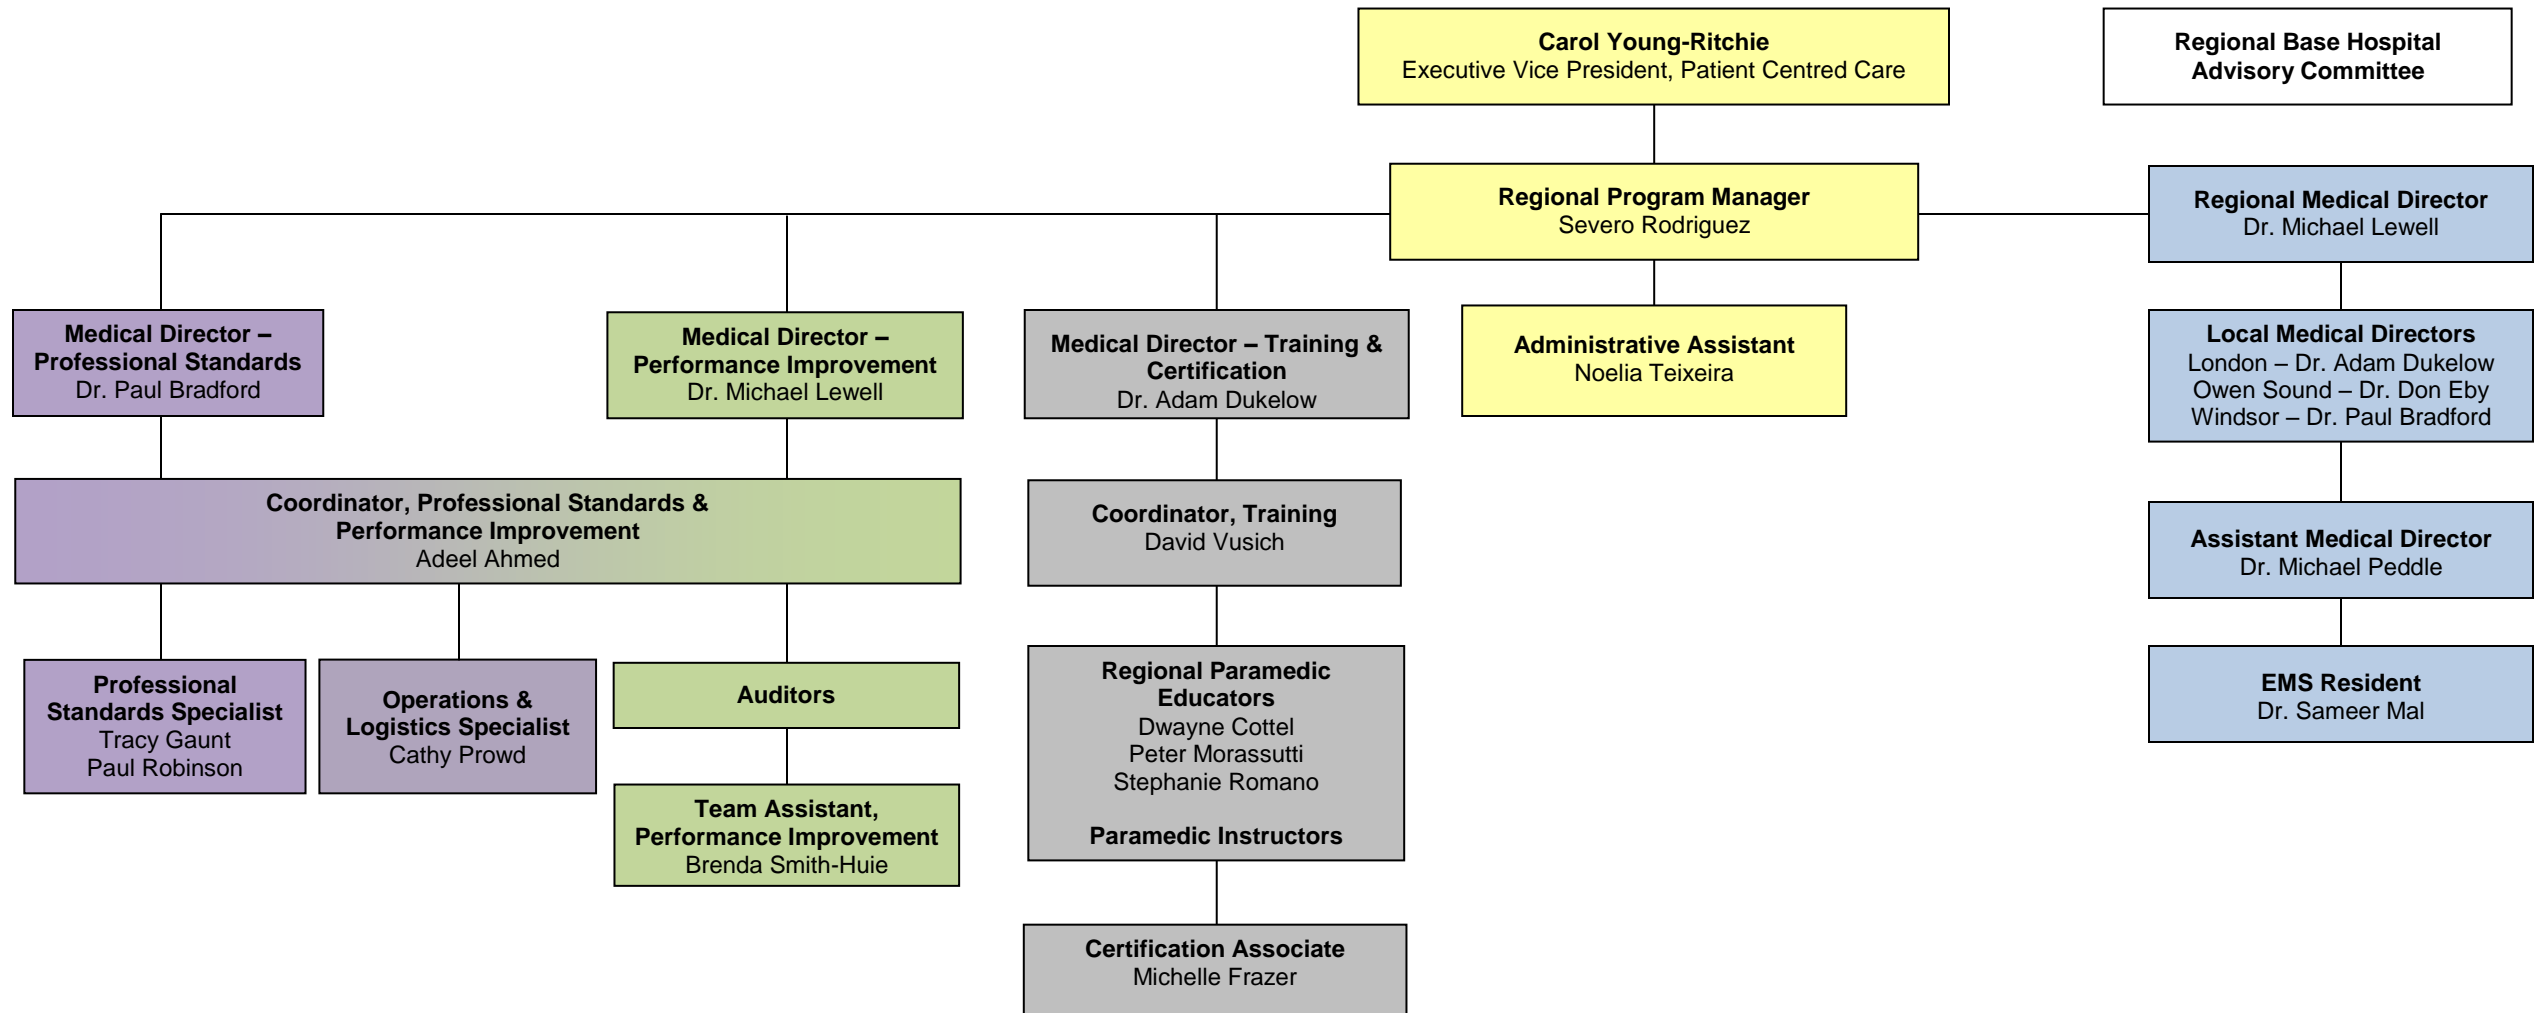 Carol Young-Ritchie
Executive Vice President, Patient Centred Care
Regional Base Hospital
Advisory Committee
Regional Program Manager
Severo Rodriguez
Regional Medical Director
Dr. Michael Lewell
Medical Director –
Professional Standards
Dr. Paul Bradford
Medical Director –
Performance Improvement
Dr. Michael Lewell
Medical Director – Training &
Certification
Dr. Adam Dukelow
Administrative Assistant
Noelia Teixeira
Local Medical Directors
London – Dr. Adam Dukelow
Owen Sound – Dr. Don Eby
Windsor – Dr. Paul Bradford
Coordinator, Professional Standards &
Performance Improvement
Adeel Ahmed
Coordinator, Training
David Vusich
Assistant Medical Director
Dr. Michael Peddle
Professional
Standards Specialist
Tracy Gaunt
Paul Robinson
Operations &
Logistics Specialist
Cathy Prowd
Auditors
Team Assistant,
Performance Improvement
Brenda Smith-Huie
Regional Paramedic
Educators
Dwayne Cottel
Peter Morassutti
Stephanie Romano
Paramedic Instructors
EMS Resident
Dr. Sameer Mal
Certification Associate
Michelle Frazer